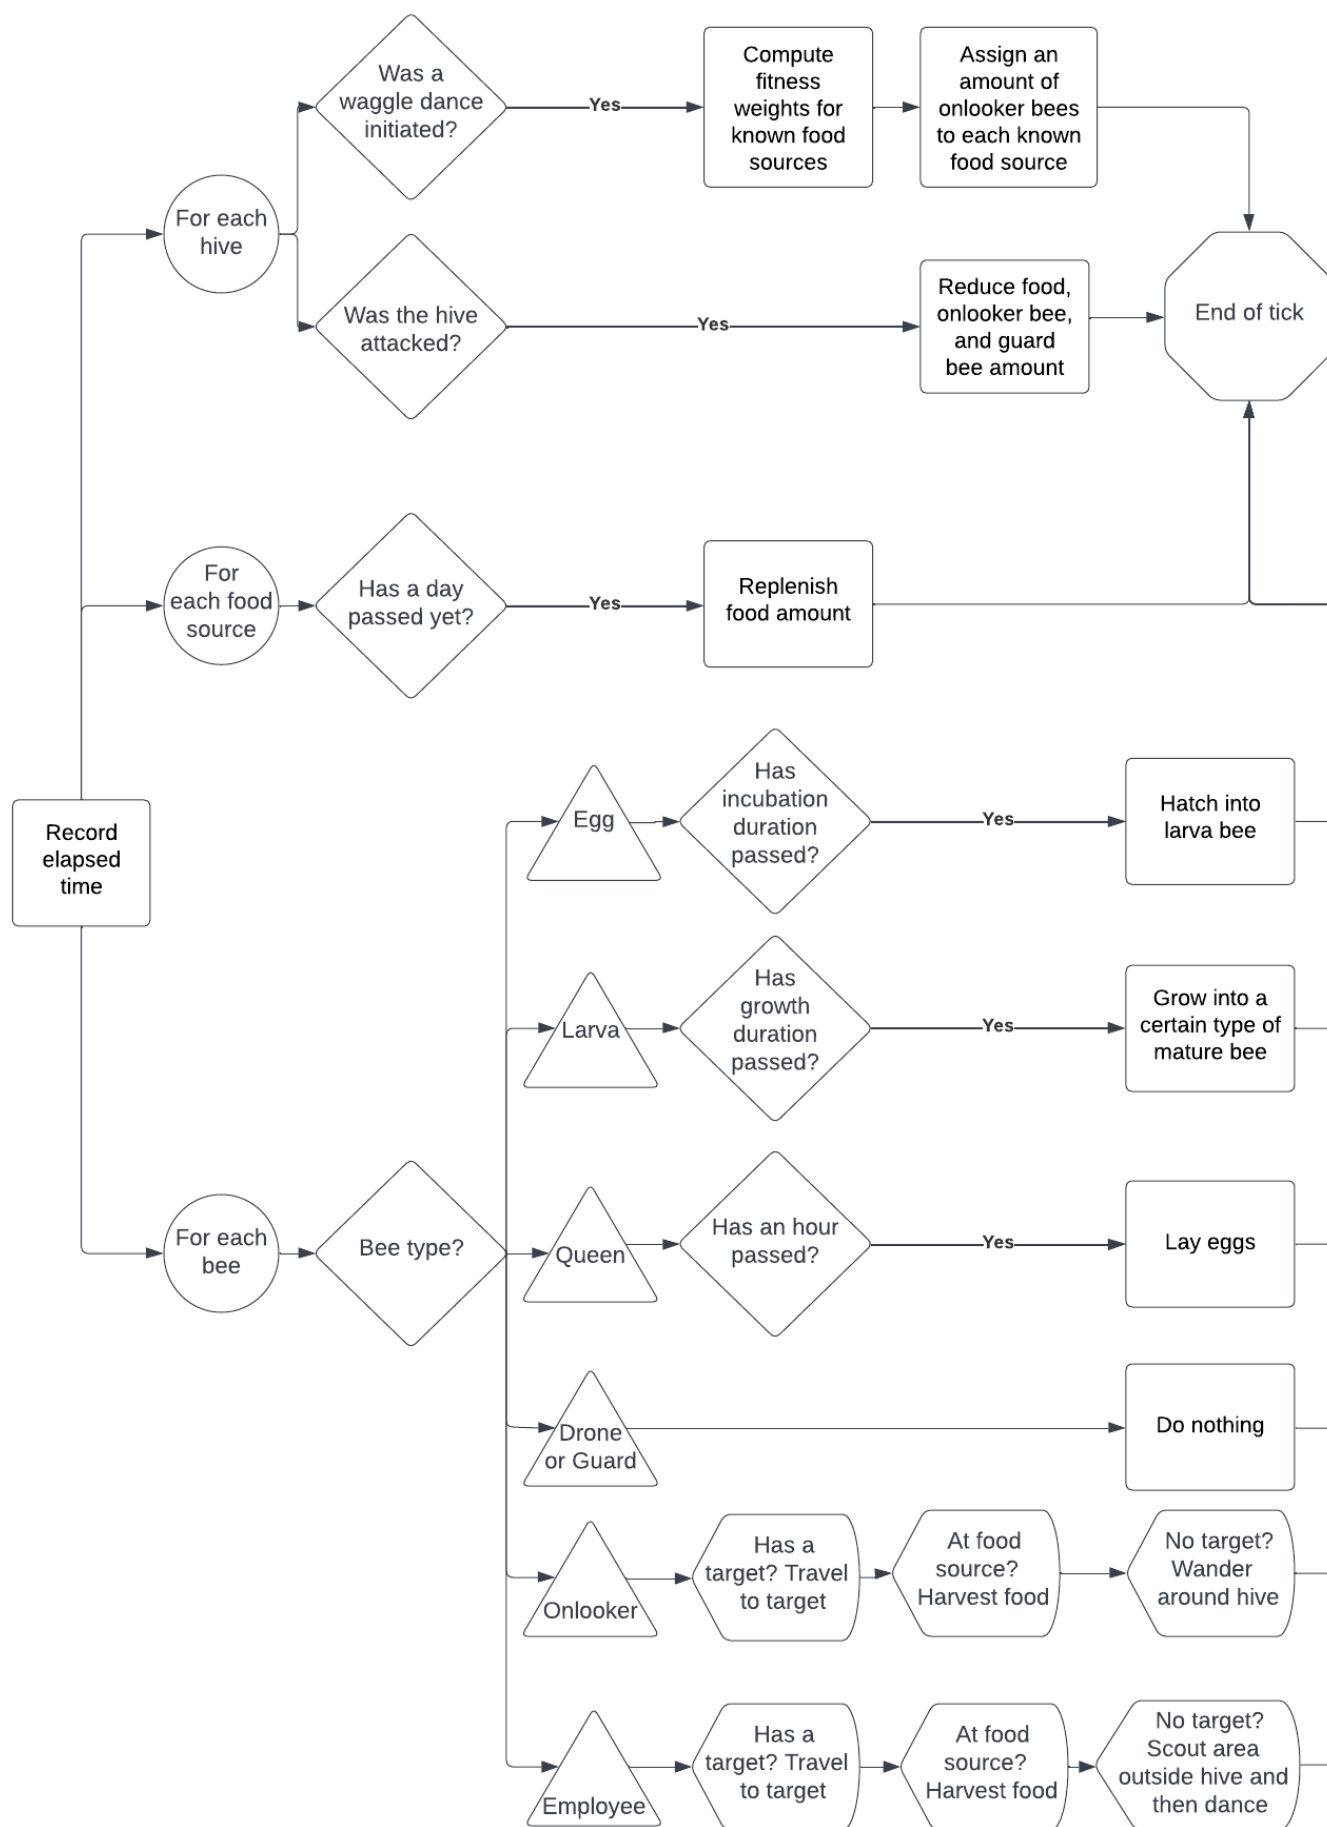 Was a
waggle dance
initiated?
Yes
Compute
fitness
weights for
known food
sources
Assign an
amount of
onlooker bees
to each known
food source
For each
hive
Was the hive
attacked?
Yes
Reduce food,
onlooker bee,
and guard
bee amount
End of tick
For
each food
source
Has a day
passed yet?
Yes
Replenish
food amount
Record
elapsed
time
Egg
Has
incubation
duration
passed?
Yes
Hatch into
larva bee
Larva
Has
growth
duration
passed?
Yes
Grow into a
certain type of
mature bee
For each
bee
Bee type?
Queen
Has an hour
passed?
Yes
Lay eggs
Drone
or Guard
Do nothing
Onlooker
Has a
target? Travel
to target
At food
source?
Harvest food
No target?
Wander
around hive
Employee
Has a
target? Travel
to target
At food
source?
Harvest food
No target?
Scout area
outside hive and
then dance